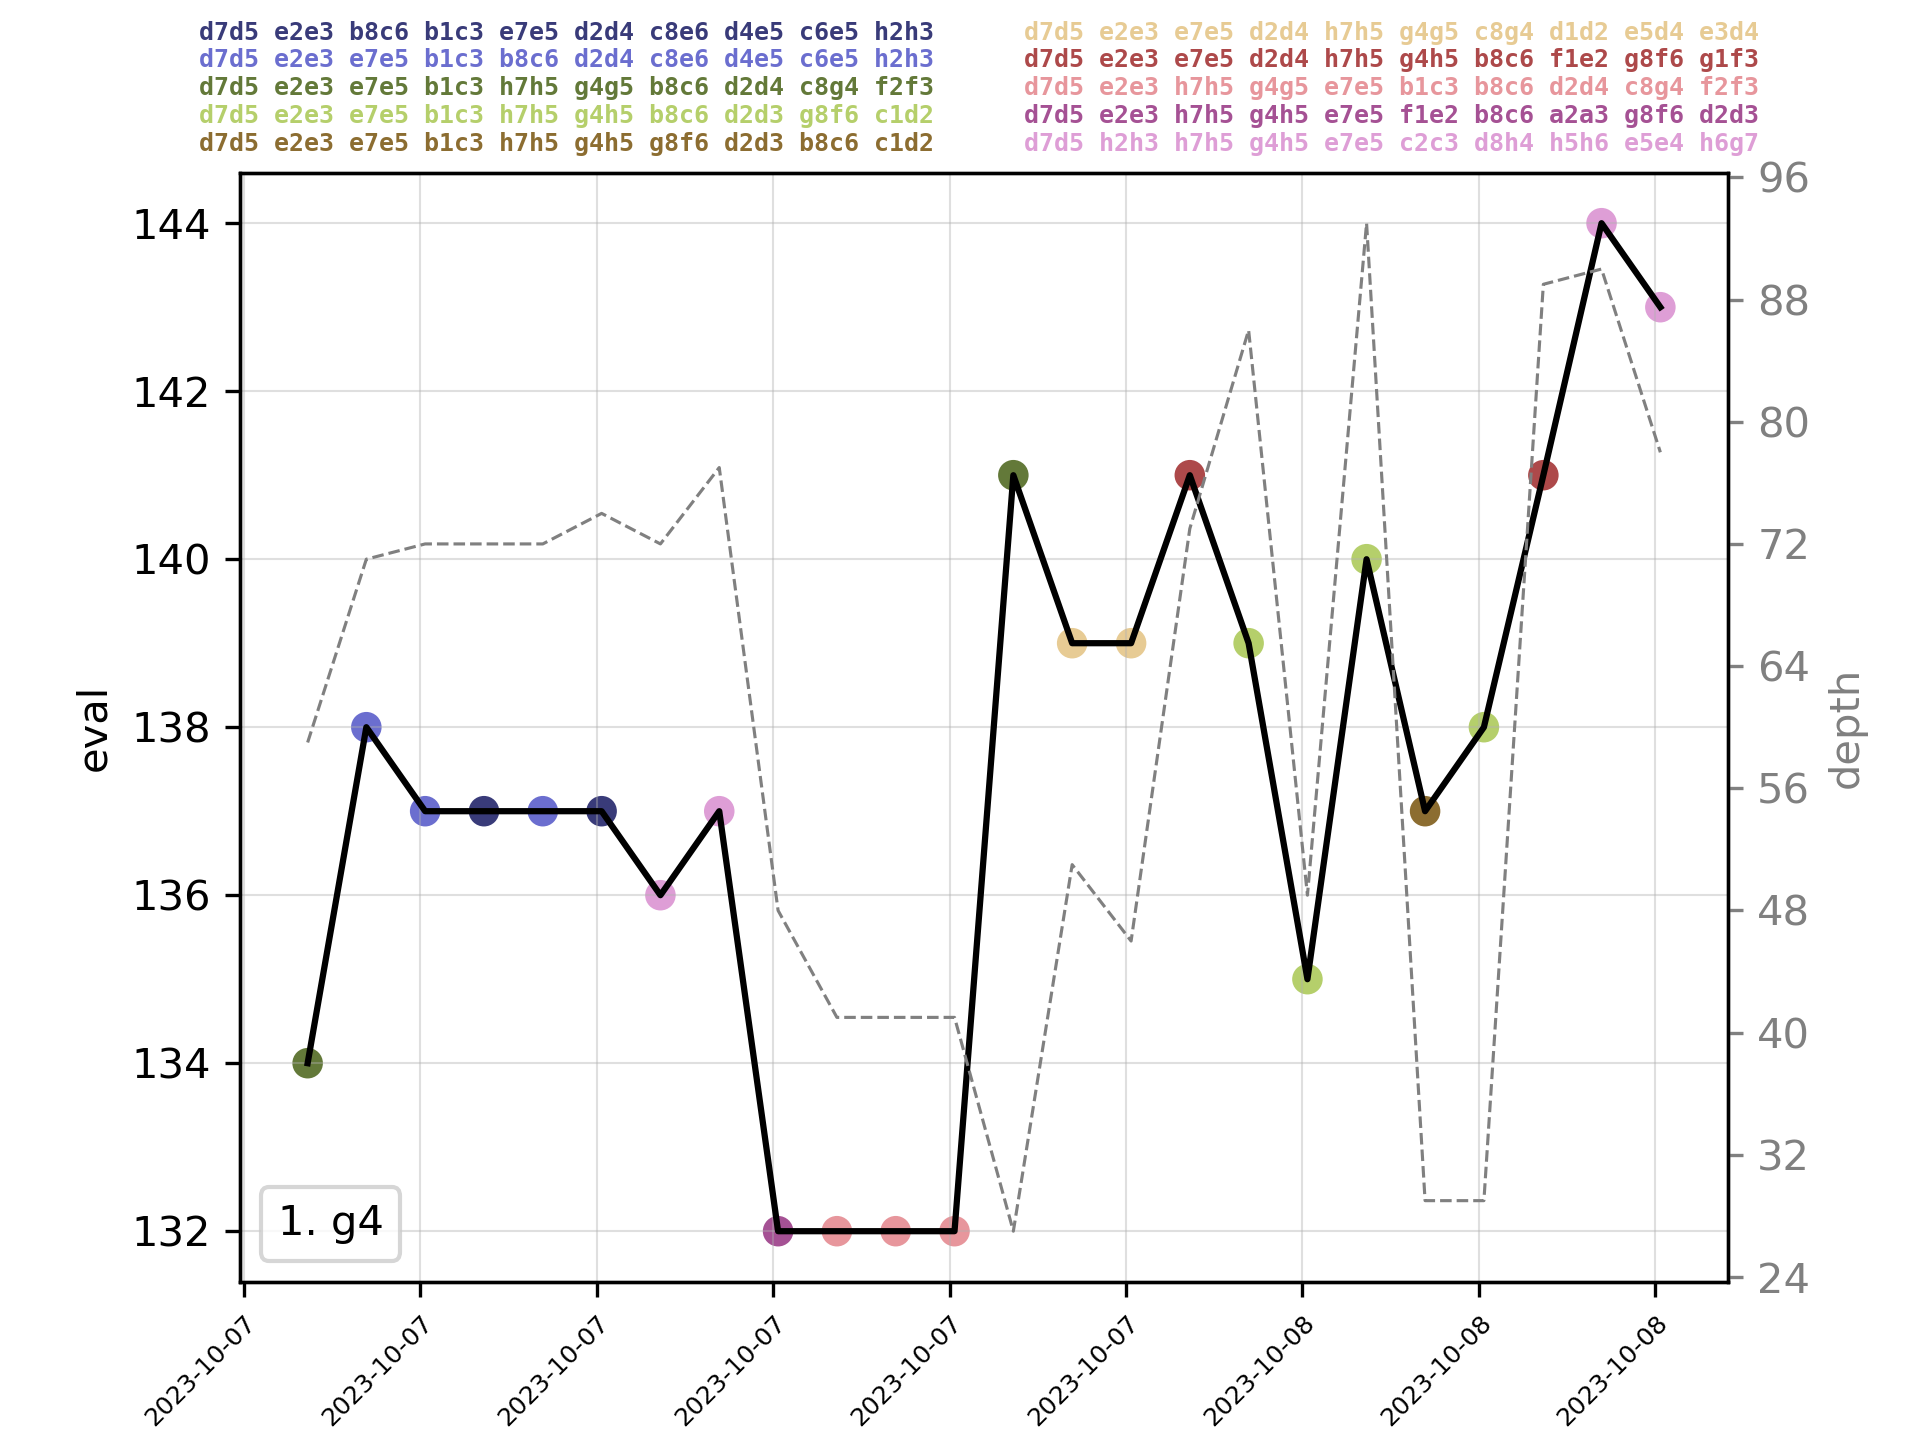 d7d5 e2e3 b8c6 b1c3 e7e5 d2d4 c8e6 d4e5 c6e5 h2h3
d7d5 e2e3 e7e5 b1c3 b8c6 d2d4 c8e6 d4e5 c6e5 h2h3
d7d5 e2e3 e7e5 b1c3 h7h5 g4g5 b8c6 d2d4 c8g4 f2f3
d7d5 e2e3 e7e5 b1c3 h7h5 g4h5 b8c6 d2d3 g8f6 c1d2
d7d5 e2e3 e7e5 b1c3 h7h5 g4h5 g8f6 d2d3 b8c6 c1d2
d7d5 e2e3 e7e5 d2d4 h7h5 g4g5 c8g4 d1d2 e5d4 e3d4
d7d5 e2e3 e7e5 d2d4 h7h5 g4h5 b8c6 f1e2 g8f6 g1f3
d7d5 e2e3 h7h5 g4g5 e7e5 b1c3 b8c6 d2d4 c8g4 f2f3
d7d5 e2e3 h7h5 g4h5 e7e5 f1e2 b8c6 a2a3 g8f6 d2d3
d7d5 h2h3 h7h5 g4h5 e7e5 c2c3 d8h4 h5h6 e5e4 h6g7
eval
144
142
140
138
136
134
132
96
88
80
72
64
56
48
40
32
24
depth
1. g4
2023-10-07
2023-10-07
2023-10-07
2023-10-07
2023-10-07
2023-10-07
2023-10-08
2023-10-08
2023-10-08